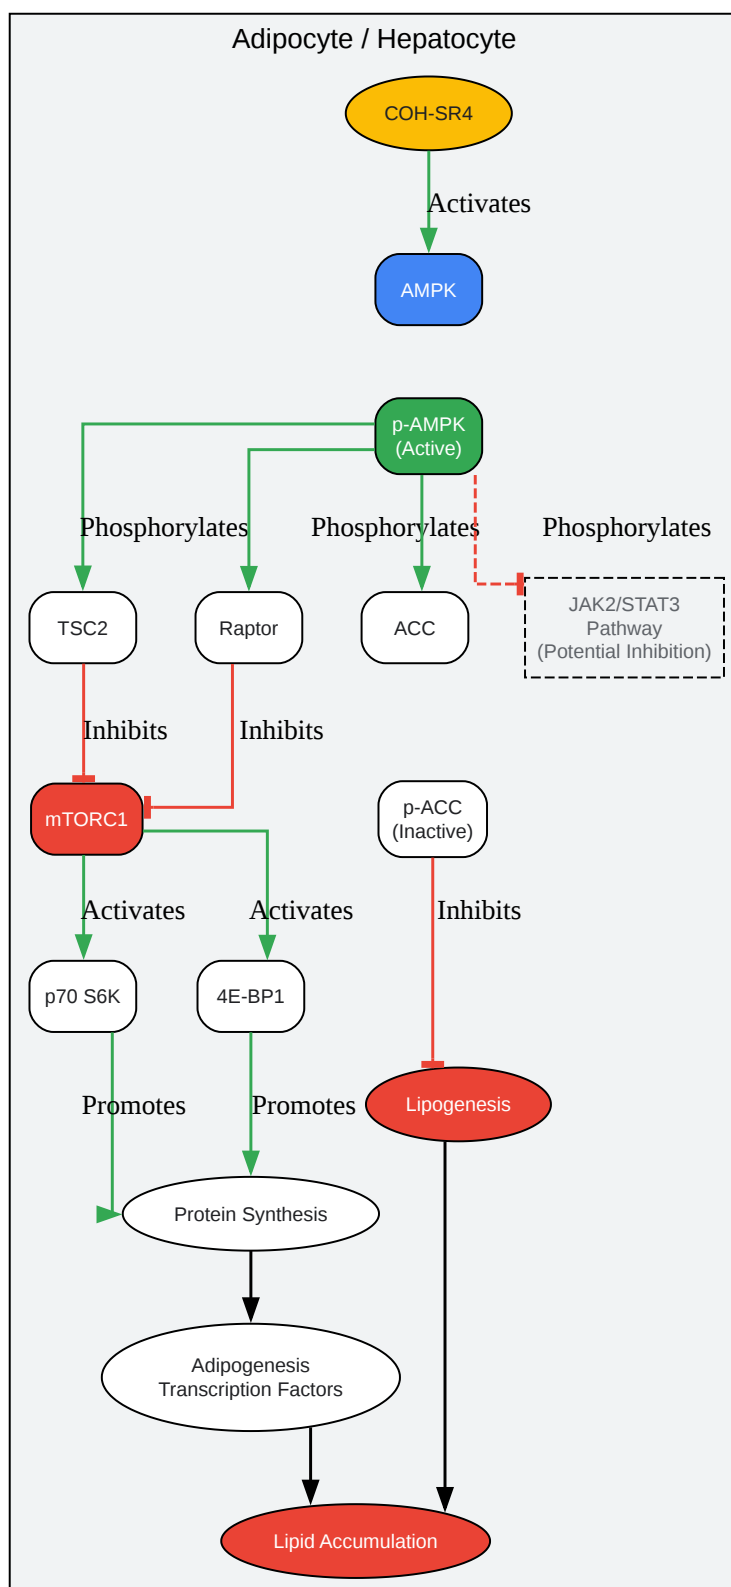 Adipocyte / Hepatocyte
COH-SR4
Activates
AMPK
p-AMPK
(Active)
Phosphorylates
Phosphorylates
Phosphorylates
TSC2
Raptor
ACC
JAK2/STAT3
Pathway
(Potential Inhibition)
Inhibits
Inhibits
mTORC1
p-ACC
(Inactive)
Activates
Activates
Inhibits
p70 S6K
4E-BP1
Promotes
Promotes
Lipogenesis
Protein Synthesis
Adipogenesis
Transcription Factors
Lipid Accumulation